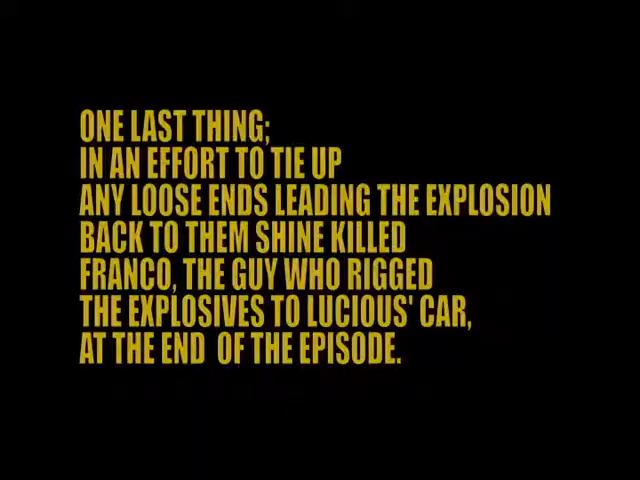 ONE LAST THING;
IN AN EFFORT TO TIE UP
ANY LOOSE ENDS LEADING THE EXPLOSION
BACK TO THEM SHINE KILLED
FRANCO, THE GUY WHO RIGGED
THE EXPLOSIVES TO LUCIOUS' CAR,
AT THE END OF THE EPISODE.